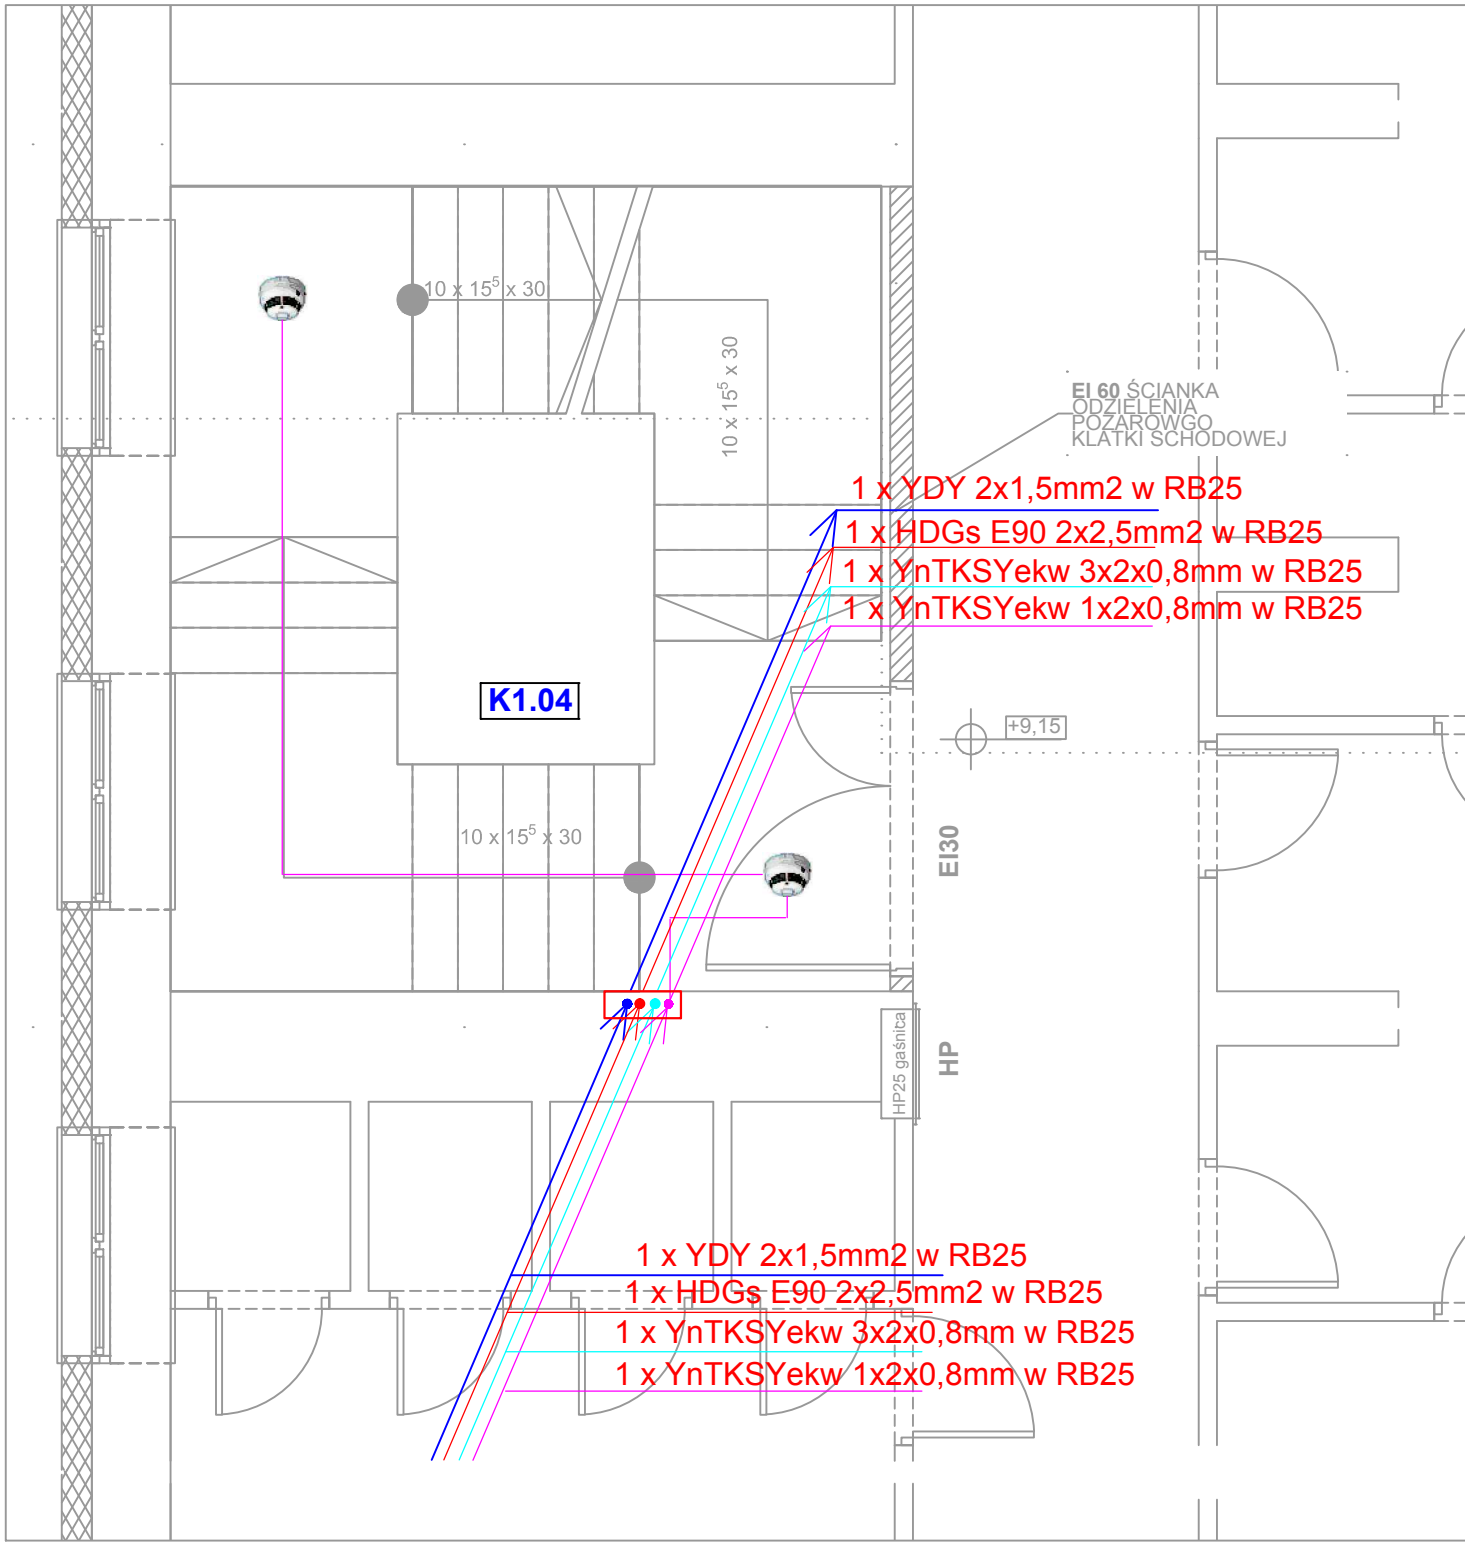 10 x 15⁵ x 30
10 x 15⁵ x 30
EI 60 ŚCIANKA
ODZIELENIA
POŻAROWGO
KLATKI SCHODOWEJ
1 x YDY 2x1,5mm2 w RB25
1 x HDGs E90 2x2,5mm2 w RB25
1 x YnTKSYekw 3x2x0,8mm w RB25
1 x YnTKSYekw 1x2x0,8mm w RB25
K1.04
+9,15
10 x 15⁵ x 30
EI30
HP25 gaśnica
HP
1 x YDY 2x1,5mm2 w RB25
1 x HDGs E90 2x2,5mm2 w RB25
1 x YnTKSYekw 3x2x0,8mm w RB25
1 x YnTKSYekw 1x2x0,8mm w RB25